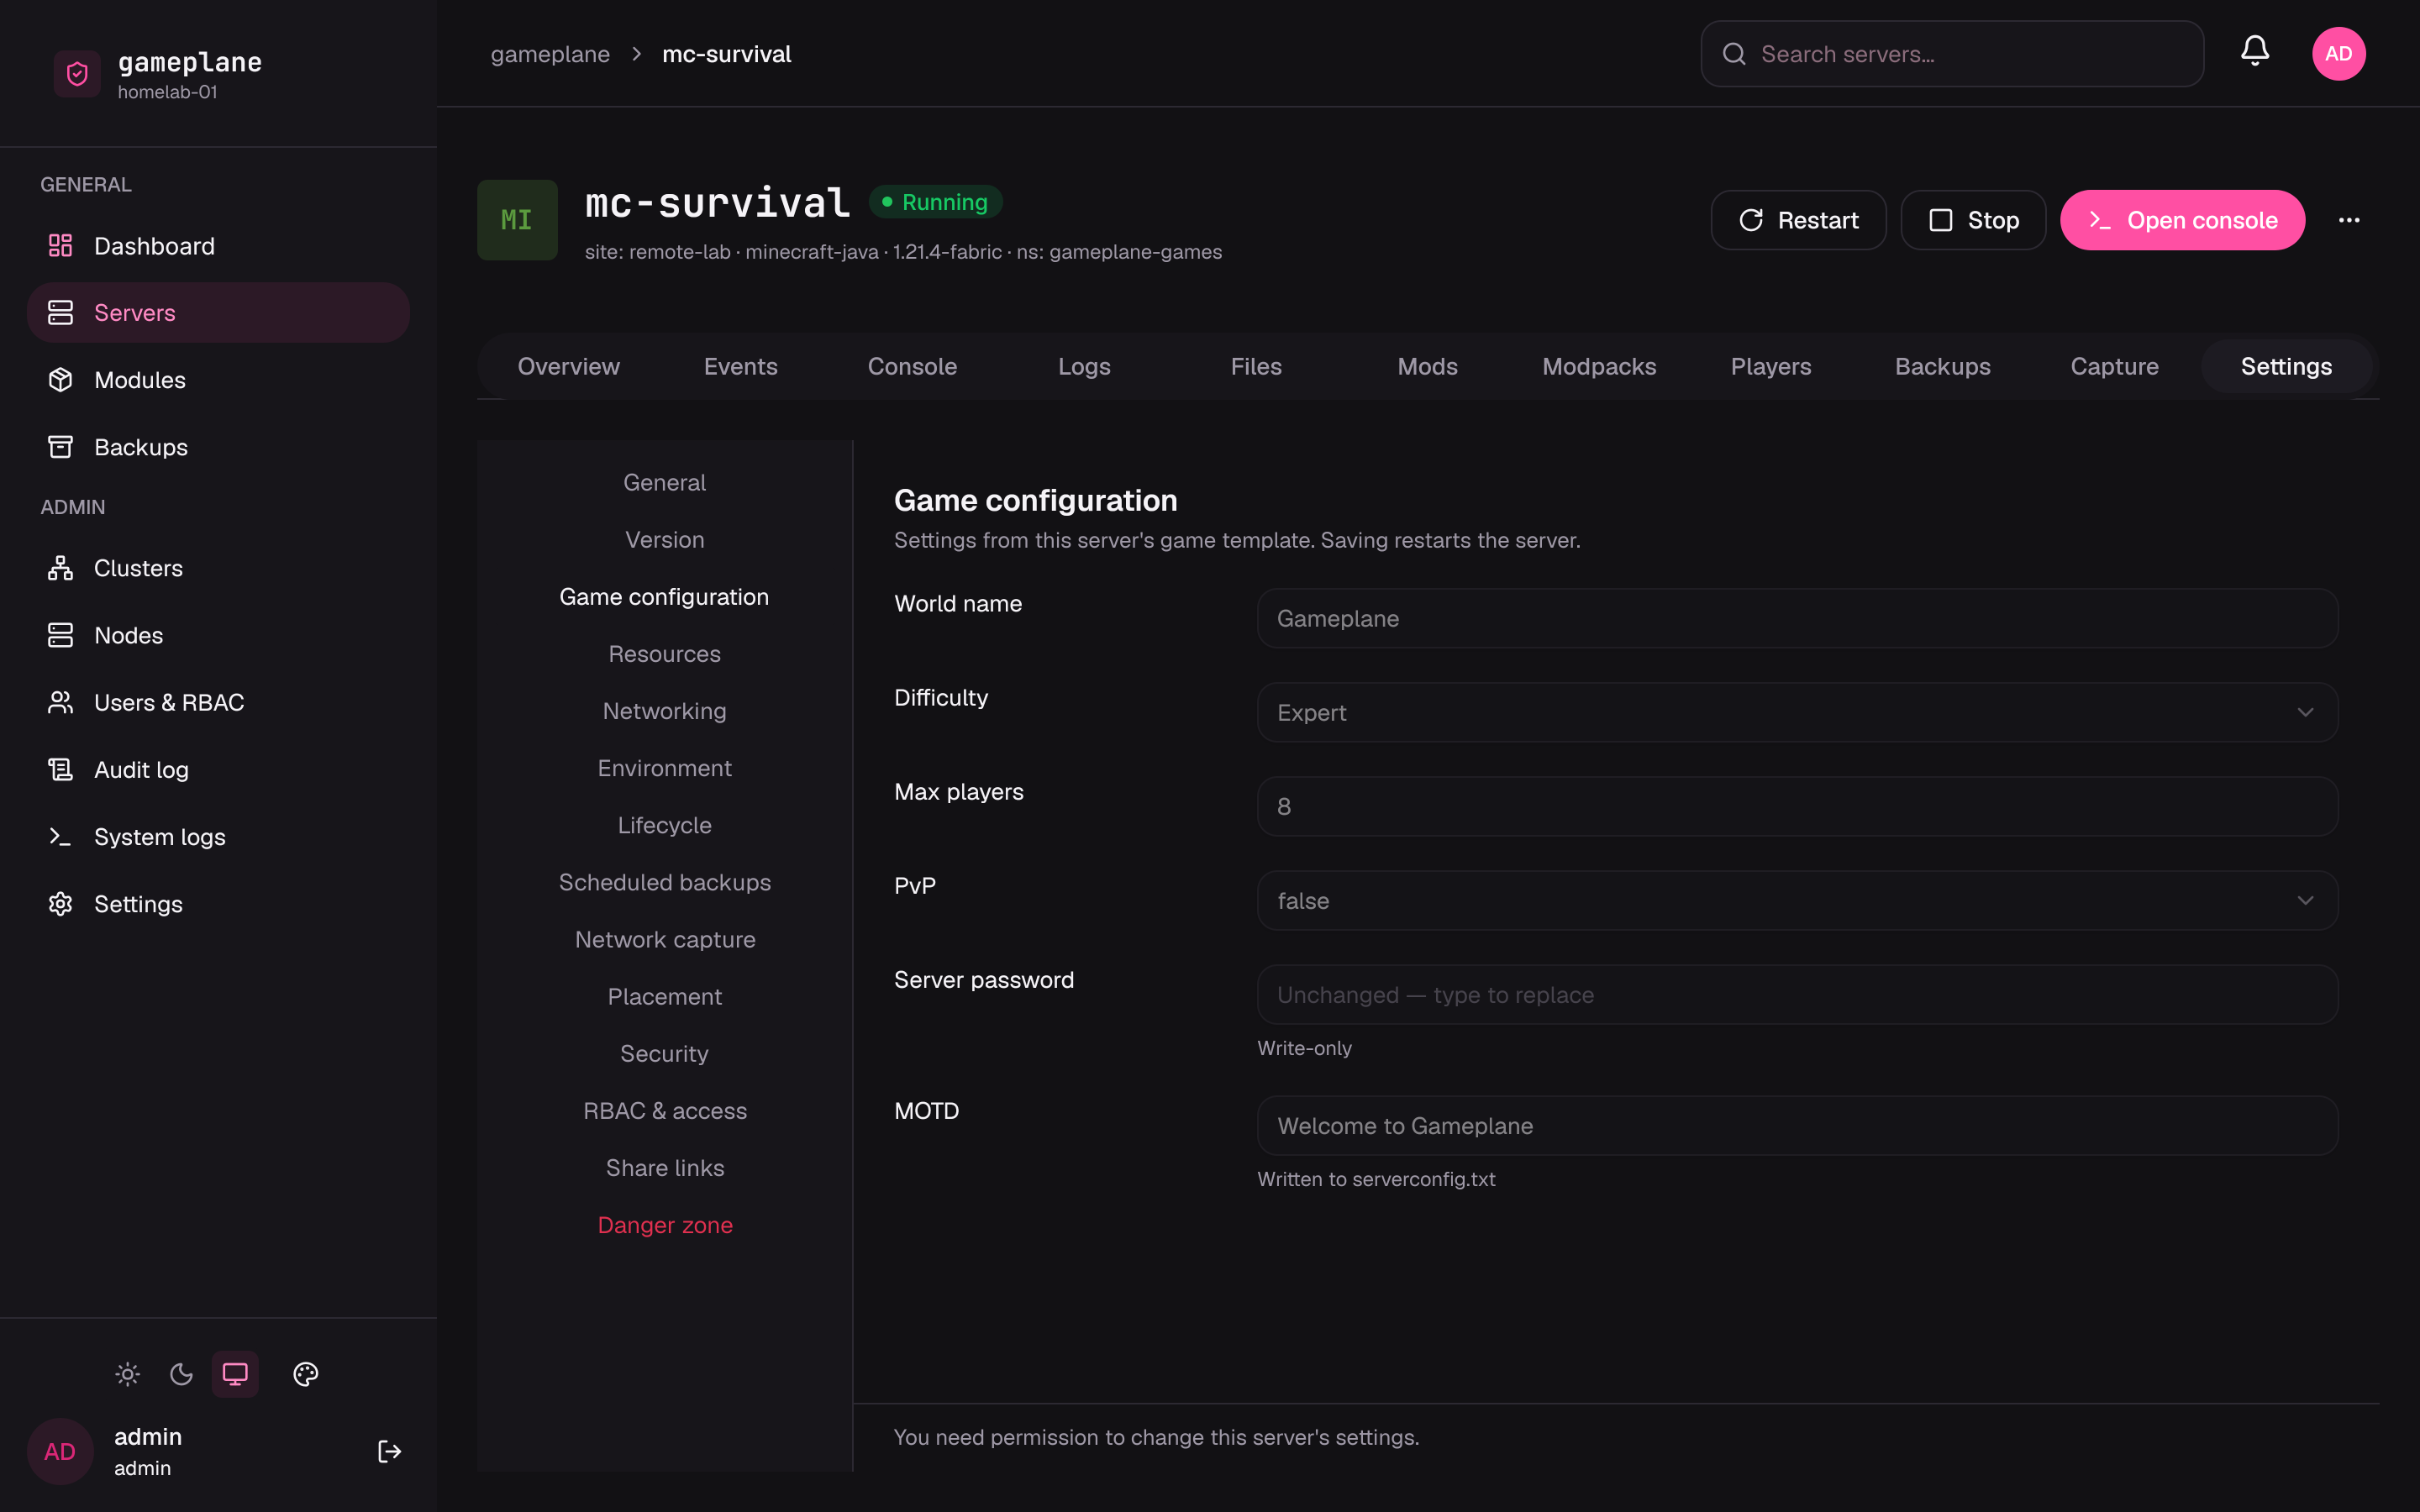 gameplane
homelab-01
GENERAL
Dashboard
Servers
Modules
Backups
ADMIN
Clusters
Nodes
Users & RBAC
Audit log
System logs
Settings
AD
admin
admin
gameplane > mc-survival
Search servers...
AD
MI
mc-survival
Running
site: remote-lab · minecraft-java · 1.21.4-fabric · ns: gameplane-games
Restart
Stop
Open console
Overview
Events
Console
Logs
Files
Mods
Modpacks
Players
Backups
Capture
Settings
General
Version
Game configuration
Resources
Networking
Environment
Lifecycle
Scheduled backups
Network capture
Placement
Security
RBAC & access
Share links
Danger zone
Game configuration
Settings from this server's game template. Saving restarts the server.
World name
Gameplane
Difficulty
Expert
Max players
8
PvP
false
Server password
Unchanged — type to replace
Write-only
MOTD
Welcome to Gameplane
Written to serverconfig.txt
You need permission to change this server's settings.